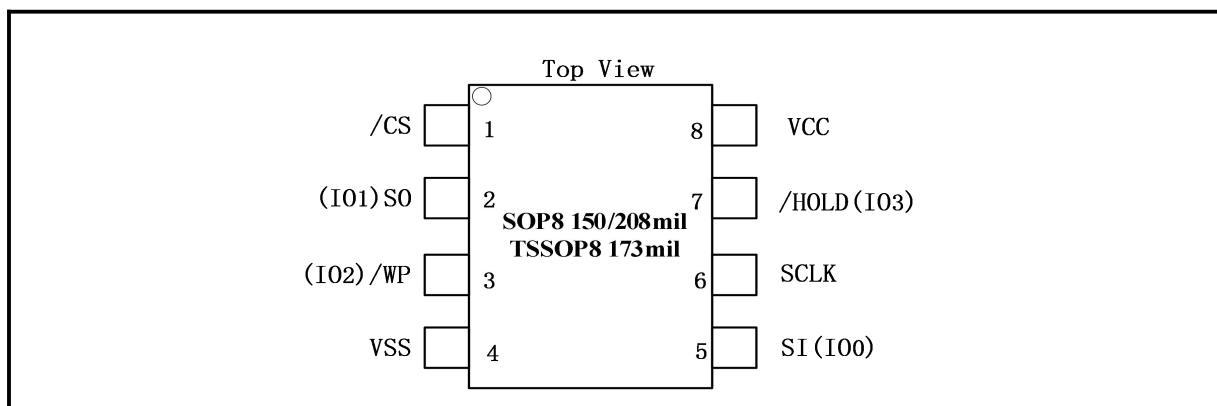 Top View
/CS 1 8 VCC
(IO1)SO 2 7 /HOLD(IO3)
SOP8 150/208mil
TSSOP8 173mil
(IO2)/WP 3 6 SCLK
VSS 4 5 SI(IO0)